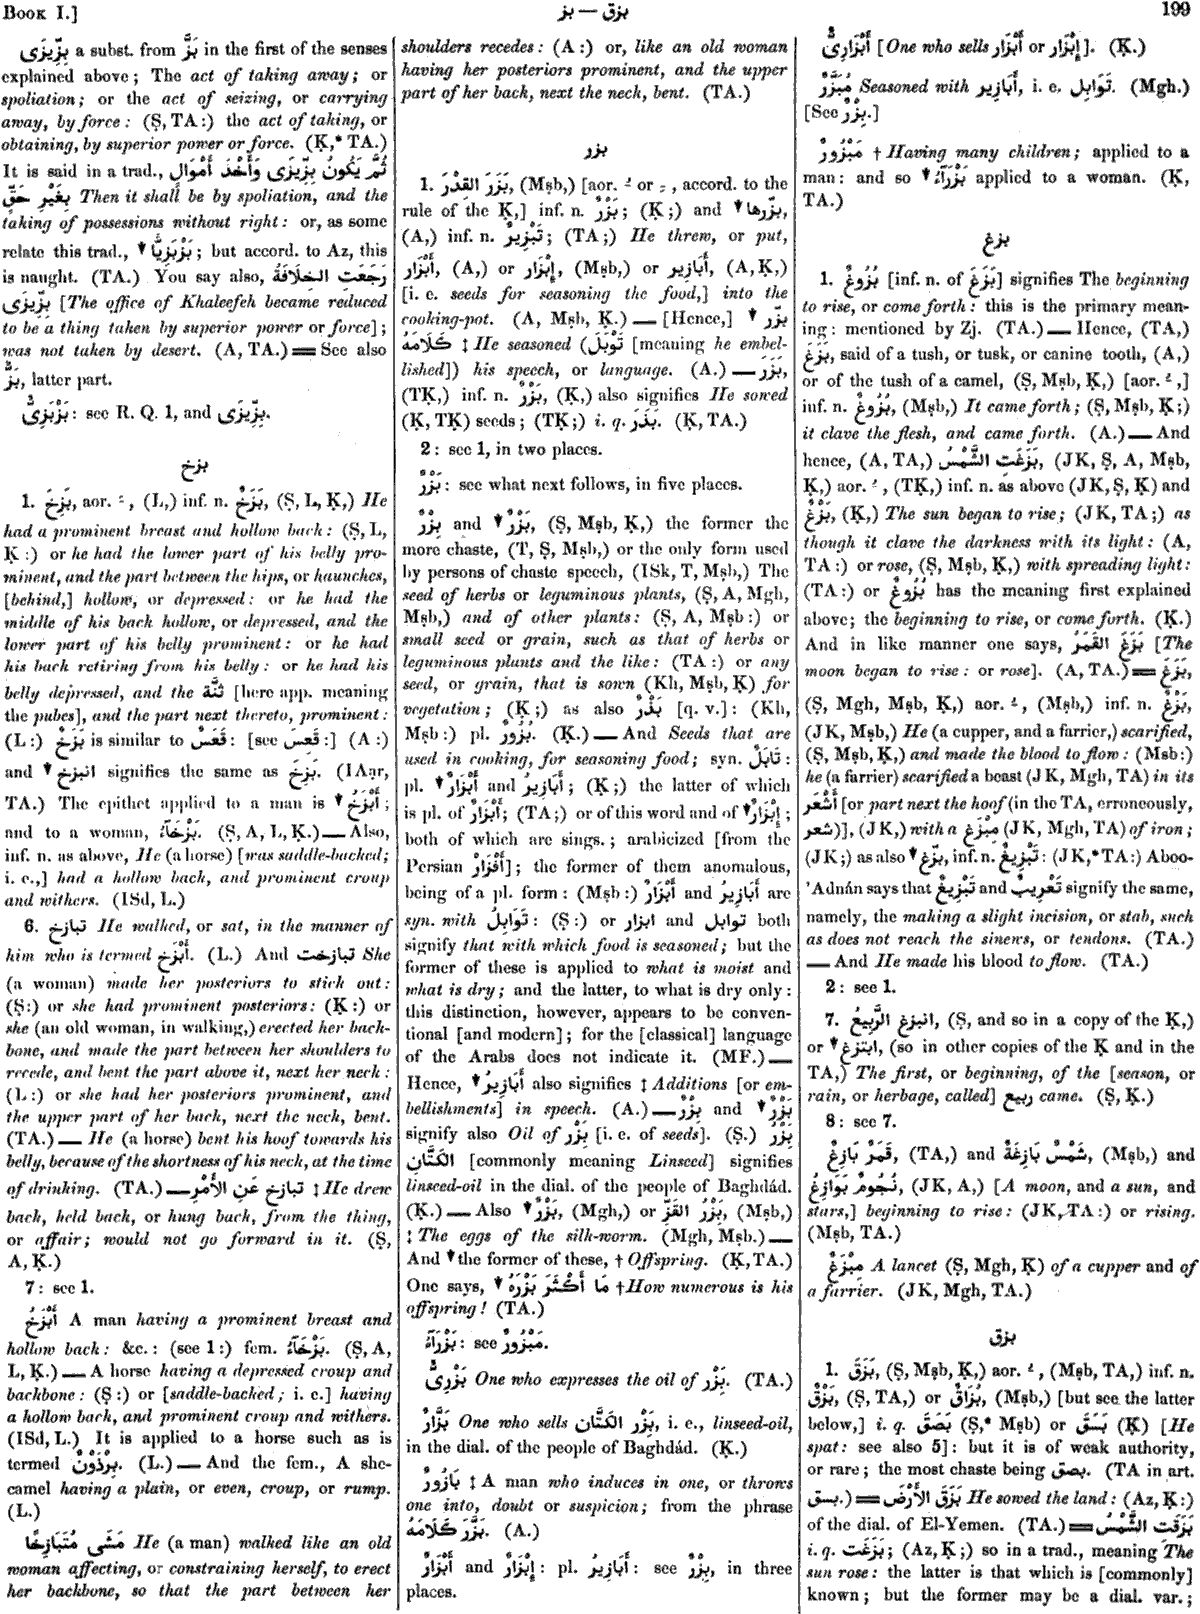 Book I.]
بز — بزق
199
بِزِّيزَى a subst. from بَزَّ in the first of the senses
explained above; The act of taking away; or
spoliation; or the act of seizing, or carrying
away, by force: (Ṣ, TA:) the act of taking, or
obtaining, by superior power or force. (Ḳ,* TA.)
It is said in a trad., ثُمَّ يَكُونُ بِزِّيزَى وَأَخْذَ أَمْوَالٍ
بِغَيْرِ حَقٍّ Then it shall be by spoliation, and the
taking of possessions without right: or, as some
relate this trad., ▼ بَزْبَزِيًّا; but accord. to Az, this
is naught. (TA.) You say also, رَجَعَتِ الخِلَافَةُ
بِزِّيزَى [The office of Khaleefeh became reduced
to be a thing taken by superior power or force];
was not taken by desert. (A, TA.) ═ See also
بَزٌّ, latter part.
بَزْبَزِىٌّ: see R. Q. 1, and بِزِّيزَى.
بزخ
1. بَزِخَ, aor. ـَ, (L,) inf. n. بَزَخٌ, (Ṣ, L, Ḳ,) He
had a prominent breast and hollow back: (Ṣ, L,
Ḳ:) or he had the lower part of his belly pro-
minent, and the part between the hips, or haunches,
[behind,] hollow, or depressed: or he had the
middle of his back hollow, or depressed, and the
lower part of his belly prominent: or he had
his back retiring from his belly: or he had his
belly depressed, and the ثُنَّة [here app. meaning
the pubes], and the part next thereto, prominent:
(L:) بَزَخٌ is similar to قَعَسٌ: [see قَعِسَ:] (A:)
and ▼ انبزخ signifies the same as بَزِخَ. (IAạr,
TA.) The epithet applied to a man is ▼ أَبْزَخُ;
and to a woman, بَزْخَآءُ. (Ṣ, A, L, Ḳ.) — Also,
inf. n. as above, He (a horse) [was saddle-backed;
i. e.,] had a hollow back, and prominent croup
and withers. (ISd, L.)
6. تبازخ He walked, or sat, in the manner of
him who is termed أَبْزَخ. (L.) And تبازخت She
(a woman) made her posteriors to stick out:
(Ṣ:) or she had prominent posteriors: (Ḳ:) or
she (an old woman, in walking,) erected her back-
bone, and made the part between her shoulders to
recede, and bent the part above it, next her neck:
(L:) or she had her posteriors prominent, and
the upper part of her back, next the neck, bent.
(TA.) — He (a horse) bent his hoof towards his
belly, because of the shortness of his neck, at the time
of drinking. (TA.) — تبازخ عَنِ الأَمْرِ ‡ He drew
back, held back, or hung back, from the thing,
or affair; would not go forward in it. (Ṣ,
A, Ḳ.)
7: see 1.
أَبْزَخُ A man having a prominent breast and
hollow back: &c.: (see 1:) fem. بَزْخَآءُ. (Ṣ, A,
L, Ḳ.) — A horse having a depressed croup and
backbone: (Ṣ:) or [saddle-backed; i. e.] having
a hollow back, and prominent croup and withers.
(ISd, L.) It is applied to a horse such as is
termed بِرْذَوْنٌ. (L.) — And the fem., A she-
camel having a plain, or even, croup, or rump.
(L.)
مَشَى مُتَبَازِخًا He (a man) walked like an old
woman affecting, or constraining herself, to erect
her backbone, so that the part between her
shoulders recedes: (A:) or, like an old woman
having her posteriors prominent, and the upper
part of her back, next the neck, bent. (TA.)
بزر
1. بَزَرَ القِدْرَ, (Mṣb,) [aor. ـُ or ـِ, accord. to the
rule of the Ḳ,] inf. n. بَزْرٌ; (Ḳ;) and ▼ بزّرها,
(A,) inf. n. تَبْزِيرٌ; (TA;) He threw, or put,
أَبْزَار, (A,) or إِبْزَار, (Mṣb,) or أَبَازِير, (A, Ḳ,)
[i. e. seeds for seasoning the food,] into the
cooking-pot. (A, Mṣb, Ḳ.) — [Hence,] ▼ بزّر
كَلَامَهُ ‡ He seasoned (تَوْبَلَ [meaning he embel-
lished]) his speech, or language. (A.) — بَزَرَ,
(TḲ,) inf. n. بَزْرٌ, (Ḳ,) also signifies He sowed
(Ḳ, TḲ) seeds; (TḲ;) i. q. بَذَرَ. (Ḳ, TA.)
2: see 1, in two places.
بَزْرٌ: see what next follows, in five places.
بِزْرٌ and ▼ بَزْرٌ, (Ṣ, Mṣb, Ḳ,) the former the
more chaste, (T, Ṣ, Mṣb,) or the only form used
by persons of chaste speech, (ISk, T, Mṣb,) The
seed of herbs or leguminous plants, (Ṣ, A, Mgh,
Mṣb,) and of other plants: (Ṣ, A, Mṣb:) or
small seed or grain, such as that of herbs or
leguminous plants and the like: (TA:) or any
seed, or grain, that is sown (Kh, Mṣb, Ḳ) for
vegetation; (Ḳ;) as also بَذْرٌ [q. v.]: (Kh,
Mṣb:) pl. بُزُورٌ. (Ḳ.) — And Seeds that are
used in cooking, for seasoning food; syn. تَابَلٌ:
pl. ▼ أَبْزَارٌ and أَبَازِيرُ; (Ḳ;) the latter of which
is pl. of أَبْزَارٌ; (TA;) or of this word and of ▼ إِبْزَارٌ;
both of which are sings.; arabicized [from the
Persian أَفْزَارْ]; the former of them anomalous,
being of a pl. form: (Mṣb:) أَبْزَارٌ and أَبَازِيرُ are
syn. with تَوَابِلُ: (Ṣ:) or ابزار and توابل both
signify that with which food is seasoned; but the
former of these is applied to what is moist and
what is dry; and the latter, to what is dry only:
this distinction, however, appears to be conven-
tional [and modern]; for the [classical] language
of the Arabs does not indicate it. (MF.) —
Hence, ▼ أَبَازِيرُ also signifies ‡ Additions [or em-
bellishments] in speech. (A.) — بِزْرٌ and ▼ بَزْرٌ
signify also Oil of بِزْر [i. e. of seeds]. (Ṣ.) بِزْرُ
الكَتَّانِ [commonly meaning Linseed] signifies
linseed-oil in the dial. of the people of Baghdád.
(Ḳ.) — Also ▼ بَزْرٌ, (Mgh,) or بَزْرُ القَزِّ, (Mṣb,)
‡ The eggs of the silk-worm. (Mgh, Mṣb.) —
And ▼ the former of these, † Offspring. (Ḳ, TA.)
One says, ▼ مَا أَكْثَرَ بَزْرَهُ † How numerous is his
offspring! (TA.)
بَزْرَآءُ: see مَبْزُورٌ.
بَزْرِىٌّ One who expresses the oil of بِزْر. (TA.)
بَزَّارٌ One who sells بِزْر الكَتَّان, i. e., linseed-oil,
in the dial. of the people of Baghdád. (Ḳ.)
بَازُورٌ ‡ A man who induces in one, or throws
one into, doubt or suspicion; from the phrase
بَزَّرَ كَلَامَهُ. (A.)
أَبْزَارٌ and إِبْزَارٌ: pl. أَبَازِيرُ: see بِزْرٌ, in three
places.
أَبْزَارِىٌّ [One who sells أَبْزَار or إِبْزَار]. (Ḳ.)
مُبَزَّرٌ Seasoned with أَبَازِير, i. e. تَوَابِل. (Mgh.)
[See بِزْرٌ.]
مَبْزُورٌ † Having many children; applied to a
man: and so ▼ بَزْرَآءُ applied to a woman. (Ḳ,
TA.)
بزغ
1. بُزُوغٌ [inf. n. of بَزَغَ] signifies The beginning
to rise, or come forth: this is the primary mean-
ing: mentioned by Zj. (TA.) — Hence, (TA,)
بَزَغَ, said of a tush, or tusk, or canine tooth, (A,)
or of the tush of a camel, (Ṣ, Mṣb, Ḳ,) [aor. ـُ,]
inf. n. بُزُوغٌ, (Mṣb,) It came forth; (Ṣ, Mṣb, Ḳ;)
it clave the flesh, and came forth. (A.) — And
hence, (A, TA,) بَزَغَتِ الشَّمْسُ, (JK, Ṣ, A, Mṣb,
Ḳ,) aor. ـُ, (TḲ,) inf. n. as above (JK, Ṣ, Ḳ) and
بَزْغٌ, (Ḳ,) The sun began to rise; (JK, TA;) as
though it clave the darkness with its light: (A,
TA:) or rose, (Ṣ, Mṣb, Ḳ,) with spreading light:
(TA:) or بُزُوغٌ has the meaning first explained
above; the beginning to rise, or come forth. (Ḳ.)
And in like manner one says, بَزَغَ القَمَرُ [The
moon began to rise: or rose]. (A, TA.) ═ بَزَغَ,
(Ṣ, Mgh, Mṣb, Ḳ,) aor. ـُ, (Mṣb,) inf. n. بَزْغٌ,
(JK, Mṣb,) He (a cupper, and a farrier,) scarified,
(Ṣ, Mṣb, Ḳ,) and made the blood to flow: (Mṣb:)
he (a farrier) scarified a beast (JK, Mgh, TA) in its
أَشْعَر [or part next the hoof (in the TA, erroneously,
شعر)], (JK,) with a مِبْزَغ (JK, Mgh, TA) of iron;
(JK;) as also ▼ بزّغ, inf. n. تَبْزِيغٌ: (JK,* TA:) Aboo-
'Adnán says that تَبْزِيغٌ and تَغْرِيبٌ signify the same,
namely, the making a slight incision, or stab, such
as does not reach the sinews, or tendons. (TA.)
— And He made his blood to flow. (TA.)
2: see 1.
7. انبزغ الرَّبِيعُ, (Ṣ, and so in a copy of the Ḳ,)
or ▼ ابتزغ, (so in other copies of the Ḳ and in the
TA,) The first, or beginning, of the [season, or
rain, or herbage, called] ربيع came. (Ṣ, Ḳ.)
8: see 7.
قَمَرٌ بَازِغٌ, (TA,) and شَمْسٌ بَازِغَةٌ, (Mṣb,) and
نُجُومٌ بَوَازِغُ, (JK, A,) [A moon, and a sun, and
stars,] beginning to rise: (JK, TA:) or rising.
(Mṣb, TA.)
مِبْزَغٌ A lancet (Ṣ, Mgh, Ḳ) of a cupper and of
a farrier. (JK, Mgh, TA.)
بزق
1. بَزَقَ, (Ṣ, Mṣb, Ḳ,) aor. ـُ, (Mṣb, TA,) inf. n.
بَزْقٌ, (Ṣ, TA,) or بُزَاقٌ, (Mṣb,) [but see the latter
below,] i. q. بَصَقَ (Ṣ,* Mṣb) or بَسَقَ (Ḳ) [He
spat: see also 5]: but it is of weak authority,
or rare; the most chaste being بصق. (TA in art.
بسق.) ═ بَزَقَ الأَرْضَ He sowed the land: (Az, Ḳ:)
of the dial. of El-Yemen. (TA.) ═ بَزَقَتِ الشَّمْسُ
i. q. بَزَغَت; (Az, Ḳ;) so in a trad., meaning The
sun rose: the latter is that which is [commonly]
known; but the former may be a dial. var.;